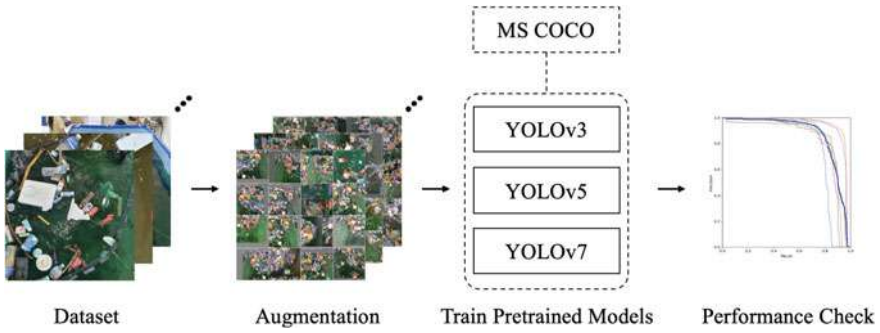 MS COCO
YOLOv3
YOLOv5
YOLOv7
Dataset
Augmentation
Train Pretrained Models
Performance Check